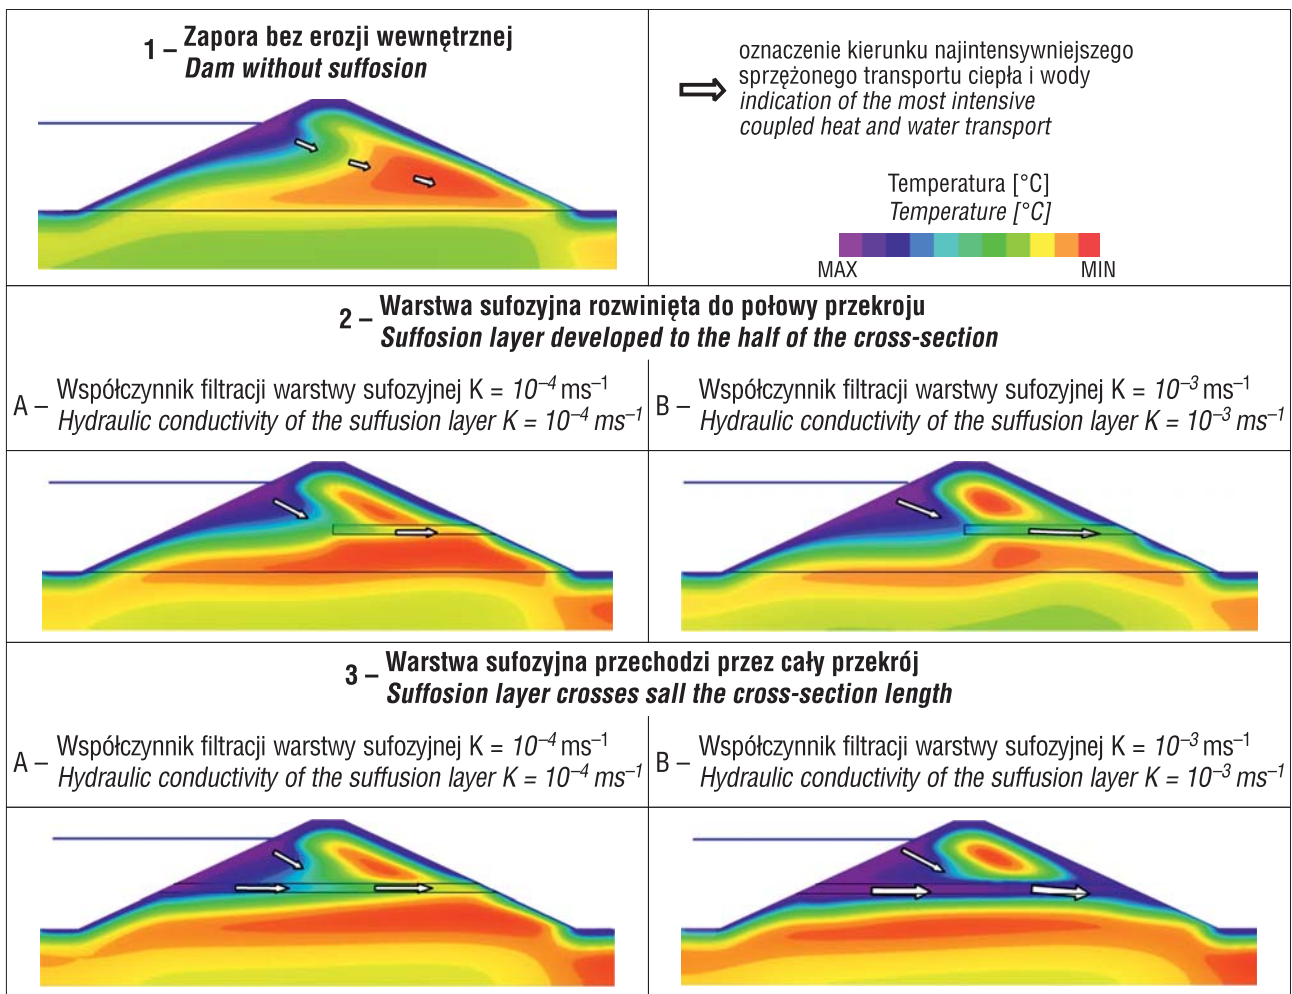 1 – Zapora bez erozji wewnętrznej
Dam without suffosion
oznaczenie kierunku najintensywniejszego
sprzężonego transportu ciepła i wody
indication of the most intensive
coupled heat and water transport
Temperatura [°C]
Temperature [°C]
MAX MIN
2 – Warstwa sufozyjna rozwinięta do połowy przekroju
Suffosion layer developed to the half of the cross-section
A – Współczynnik filtracji warstwy sufozyjnej K = 10⁻⁴ ms⁻¹
Hydraulic conductivity of the suffusion layer K = 10⁻⁴ ms⁻¹
B – Współczynnik filtracji warstwy sufozyjnej K = 10⁻³ ms⁻¹
Hydraulic conductivity of the suffusion layer K = 10⁻³ ms⁻¹
3 – Warstwa sufozyjna przechodzi przez cały przekrój
Suffosion layer crosses sall the cross-section length
A – Współczynnik filtracji warstwy sufozyjnej K = 10⁻⁴ ms⁻¹
Hydraulic conductivity of the suffusion layer K = 10⁻⁴ ms⁻¹
B – Współczynnik filtracji warstwy sufozyjnej K = 10⁻³ ms⁻¹
Hydraulic conductivity of the suffusion layer K = 10⁻³ ms⁻¹